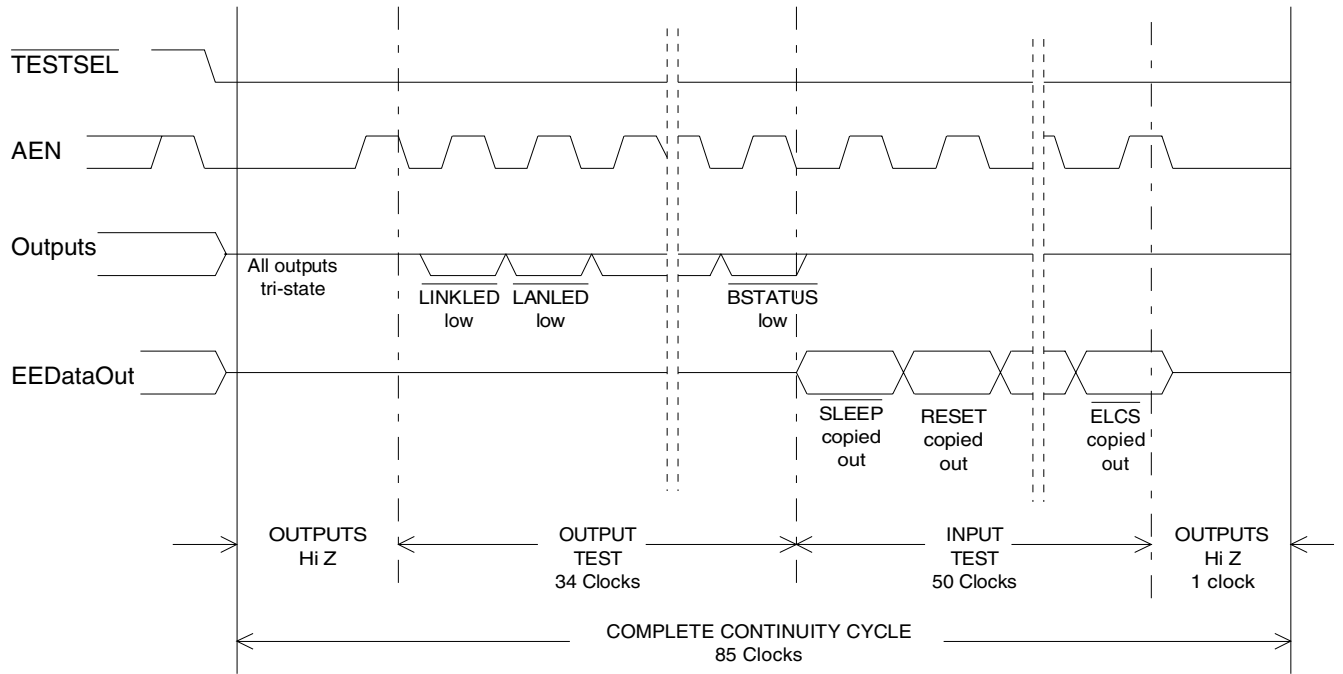 TESTSEL
AEN
Outputs
All outputs
tri-state
LINKLED
low
LANLED
low
BSTATUS
low
EEDataOut
SLEEP
copied
out
RESET
copied
out
ELCS
copied
out
OUTPUTS
Hi Z
OUTPUT
TEST
34 Clocks
INPUT
TEST
50 Clocks
OUTPUTS
Hi Z
1 clock
COMPLETE CONTINUITY CYCLE
85 Clocks